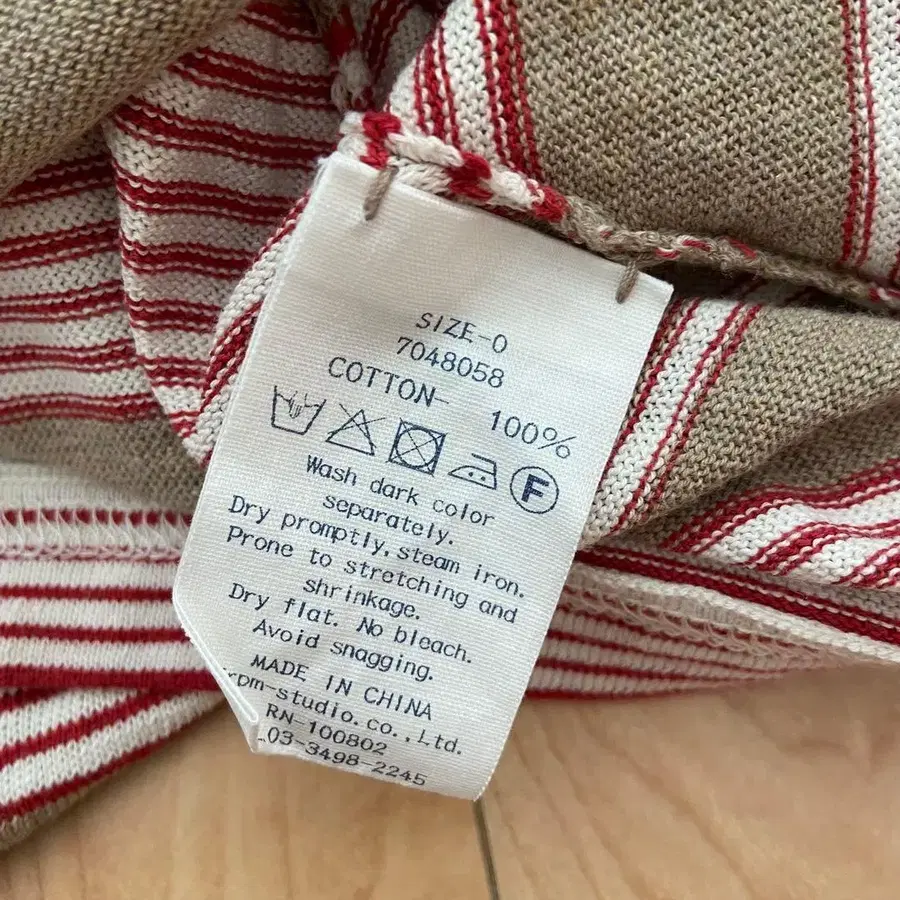 SIZE-0
7048058
COTTON- 100%
F
Wash dark color
separately.
Dry promptly, steam iron.
Prone to stretching and
shrinkage.
Dry flat. No bleach.
Avoid snagging.
MADE IN CHINA
rpm-studio.co.,Ltd.
RN-100802
03-3498-2245